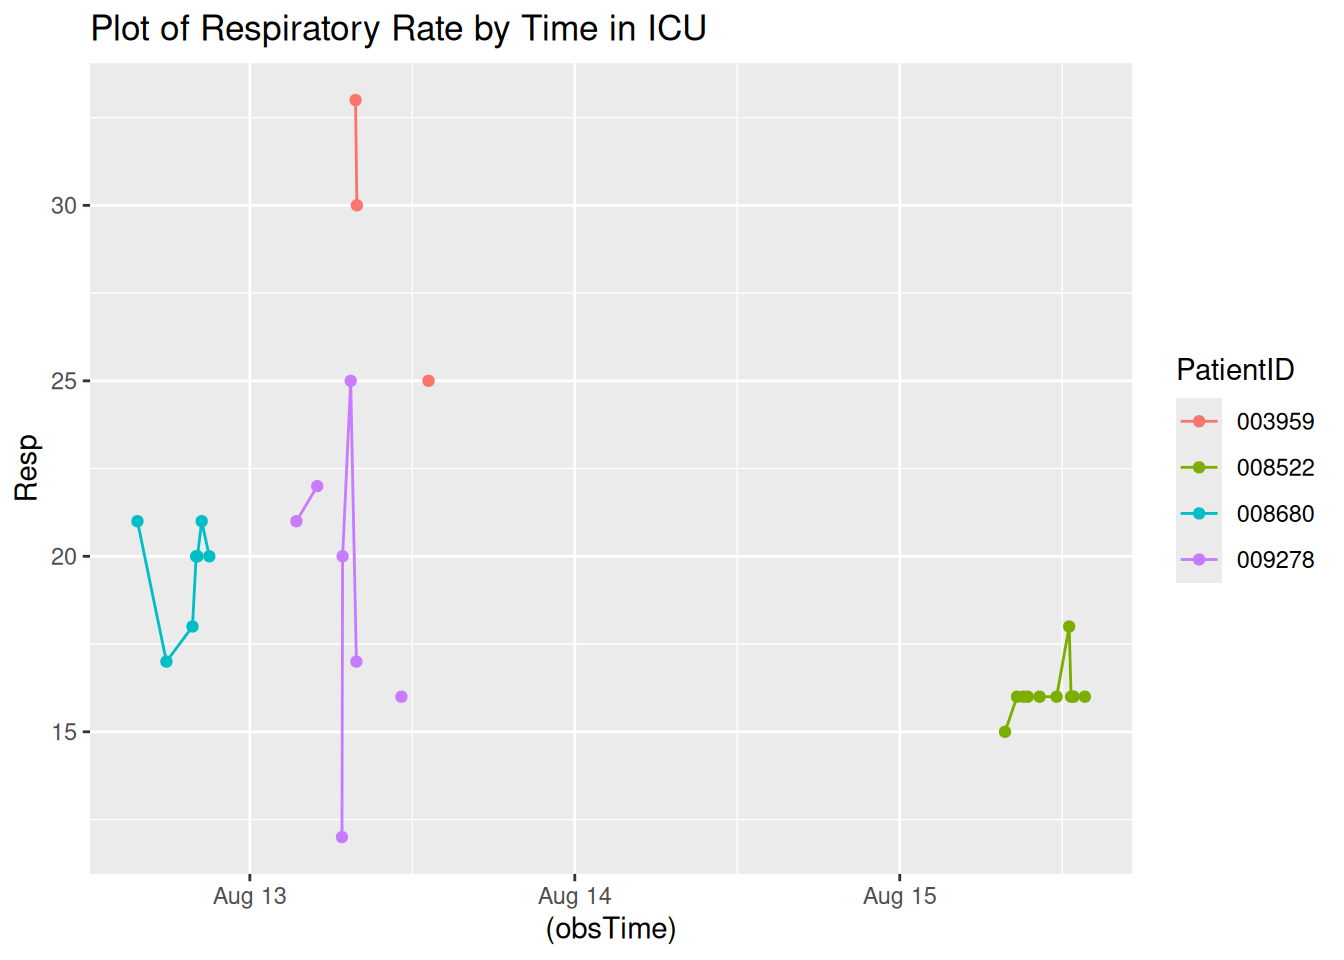 Plot of Respiratory Rate by Time in ICU
Resp
30
25
20
15
Aug 13
Aug 14
Aug 15
(obsTime)
PatientID
003959
008522
008680
009278